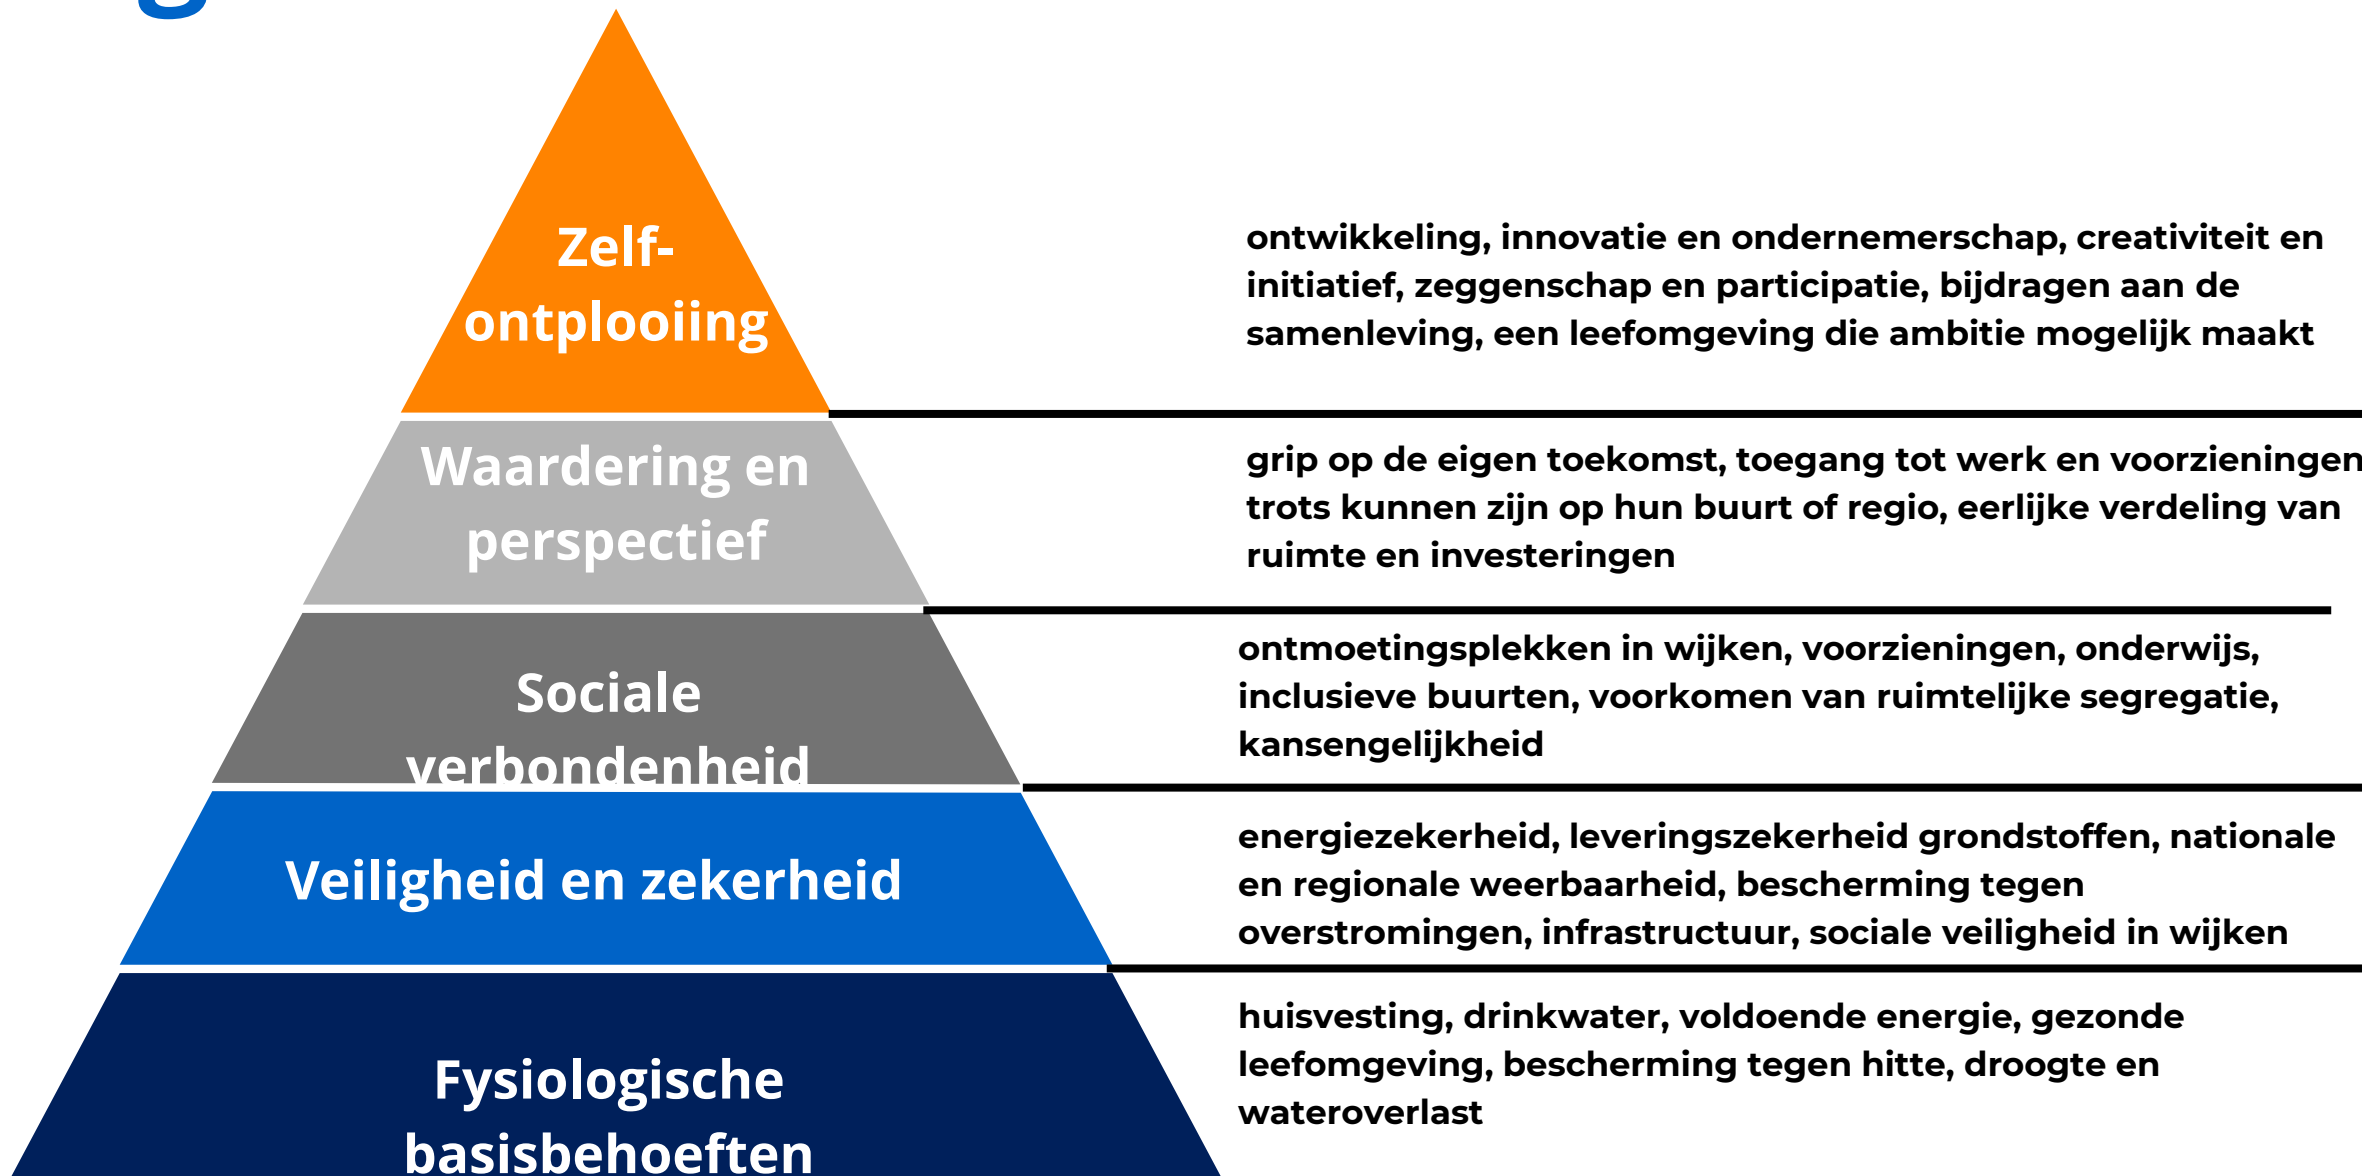 Zelf-
ontplooiing
ontwikkeling, innovatie en ondernemerschap, creativiteit en
initiatief, zeggenschap en participatie, bijdragen aan de
samenleving, een leefomgeving die ambitie mogelijk maakt
Waardering en
perspectief
grip op de eigen toekomst, toegang tot werk en voorzieningen
trots kunnen zijn op hun buurt of regio, eerlijke verdeling van
ruimte en investeringen
Sociale
verbondenheid
ontmoetingsplekken in wijken, voorzieningen, onderwijs,
inclusieve buurten, voorkomen van ruimtelijke segregatie,
kansengelijkheid
Veiligheid en zekerheid
energiezekerheid, leveringszekerheid grondstoffen, nationale
en regionale weerbaarheid, bescherming tegen
overstromingen, infrastructuur, sociale veiligheid in wijken
Fysiologische
basisbehoeften
huisvesting, drinkwater, voldoende energie, gezonde
leefomgeving, bescherming tegen hitte, droogte en
wateroverlast